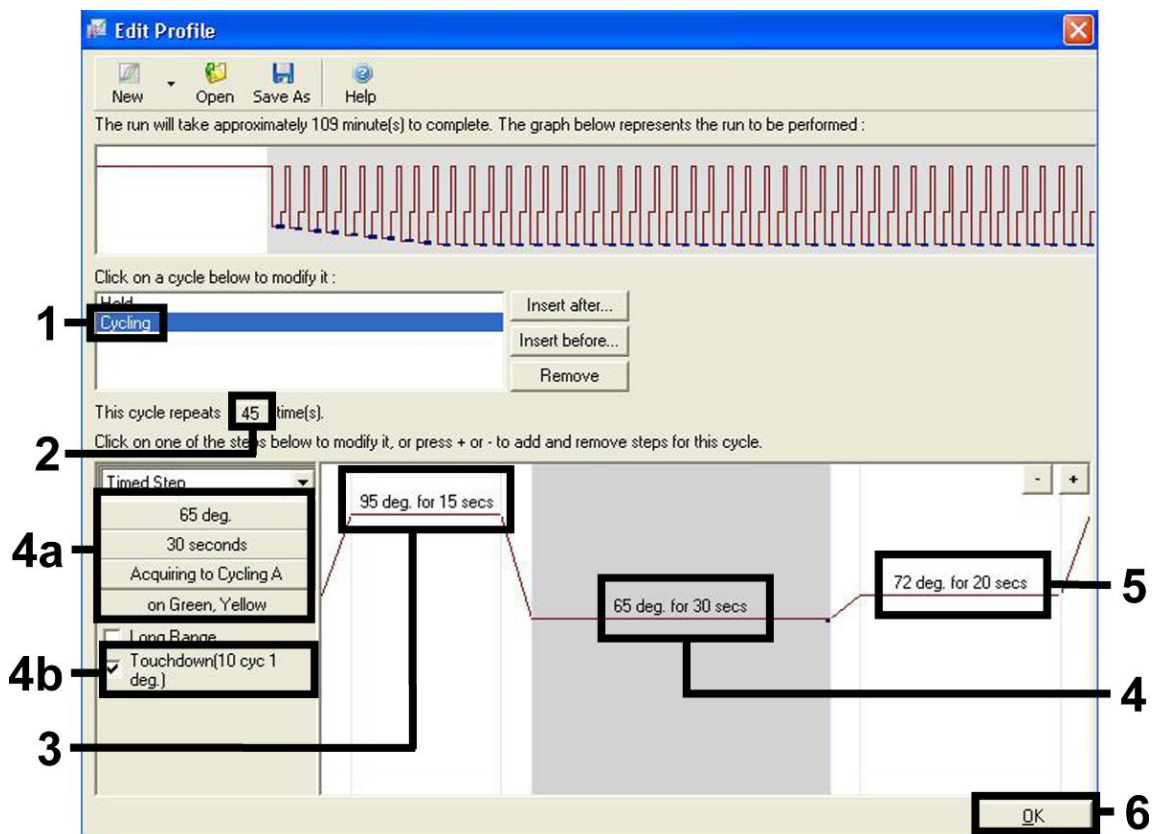 Edit Profile
New Open Save As Help
The run will take approximately 109 minute(s) to complete. The graph below represents the run to be performed :
Click on a cycle below to modify it :
Hold
1 Cycling
Insert after...
Insert before...
Remove
This cycle repeats 45 time(s).
2
Click on one of the steps below to modify it, or press + or - to add and remove steps for this cycle.
Timed Step
- +
4a
65 deg.
30 seconds
Acquiring to Cycling A
on Green, Yellow
Long Range
4b
Touchdown(10 cyc 1
deg.)
95 deg. for 15 secs
3
65 deg. for 30 secs
4
72 deg. for 20 secs
5
OK
6